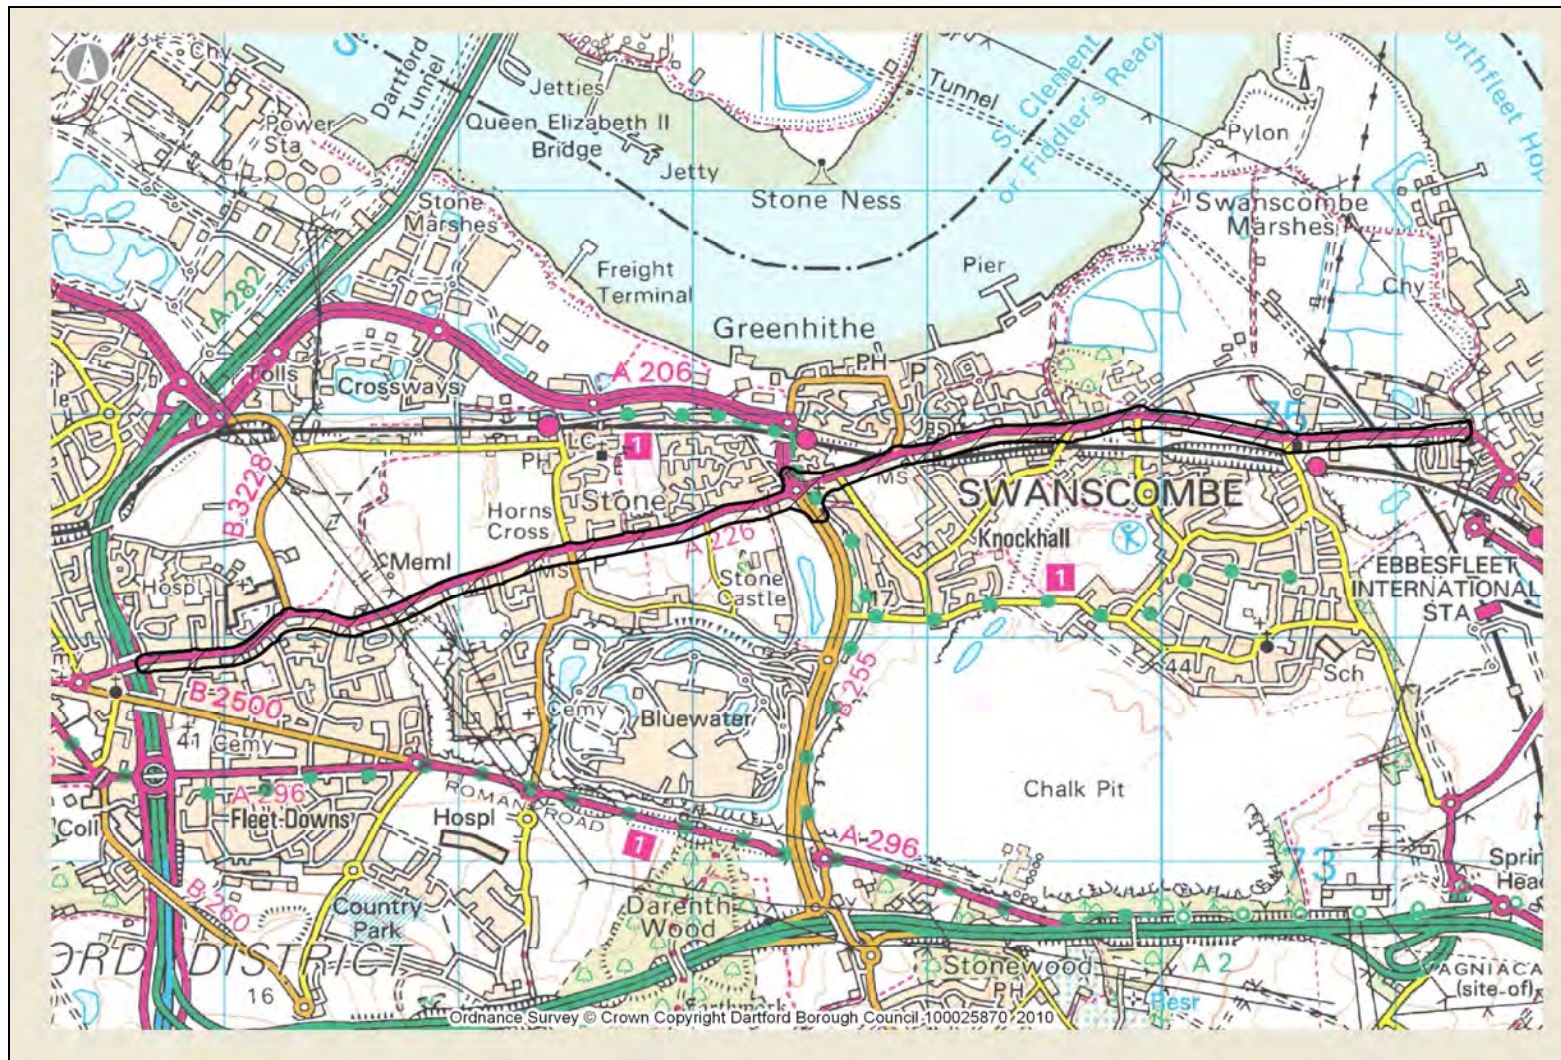 Chy
Dartford
Tunnel
Jetties
Power
Sta
Queen Elizabeth II
Bridge
Jetty
Tunnel
St Clement
or Fiddler's Reach
Northfleet Hop
Pylon
Stone Ness
Stone
Marshes
Swanscombe
Marshes
Freight
Terminal
Pier
Chy
A 282
Greenhithe
Tolls
Crossways
A 206
PH
P
75
LC
1
PH
MS
B 3228
Stone
Horns
Cross
SWANSCOMBE
Knockhall
A 226
Meml
Hospl
MS
P
Stone
Castle
1
17
EBBESFLEET
INTERNATIONAL
STA
44
Sch
B 2500
Cemy
Bluewater
B 255
41
Cemy
Chalk Pit
A 296
Fleet-Downs
ROMAN ROAD
Hospl
Coll
1
A 296
73
B 260
Country
Park
Darenth
Wood
ORD DISTRICT
Stonewood
PH
A 2
VAGNIACA
(site of)
16
Resr
Earthwork
Ordnance Survey © Crown Copyright Dartford Borough Council 100025870 2010